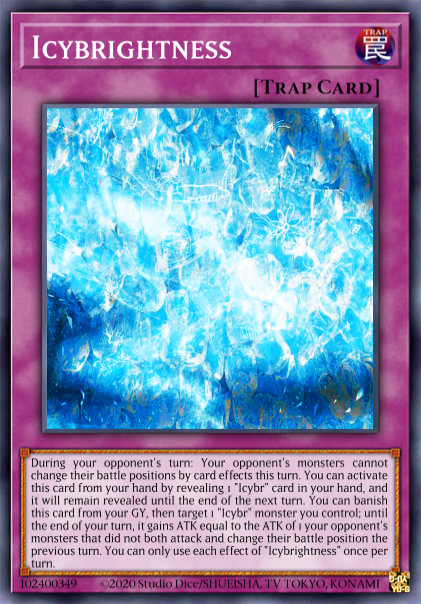 Icybrightness
TRAP
罠
[Trap Card]
During your opponent's turn: Your opponent's monsters cannot
change their battle positions by card effects this turn. You can activate
this card from your hand by revealing 1 "Icybr" card in your hand, and
it will remain revealed until the end of the next turn. You can banish
this card from your GY, then target 1 "Icybr" monster you control; until
the end of your turn, it gains ATK equal to the ATK of 1 your opponent's
monsters that did not both attack and change their battle position the
previous turn. You can only use each effect of "Icybrightness" once per
turn.
102400349 ©2020 Studio Dice/SHUEISHA, TV TOKYO, KONAMI